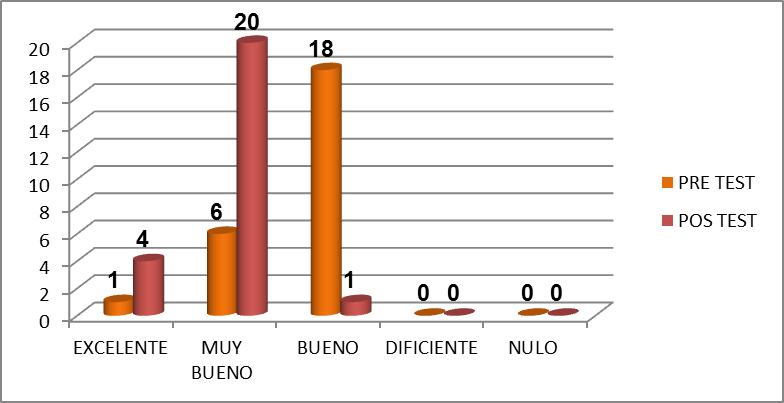 20
18
16
14
12
10
8
6
4
2
0
1
4
6
20
18
1
0 0
0 0
EXCELENTE
MUY
BUENO
BUENO
DIFICIENTE
NULO
PRE TEST
POS TEST